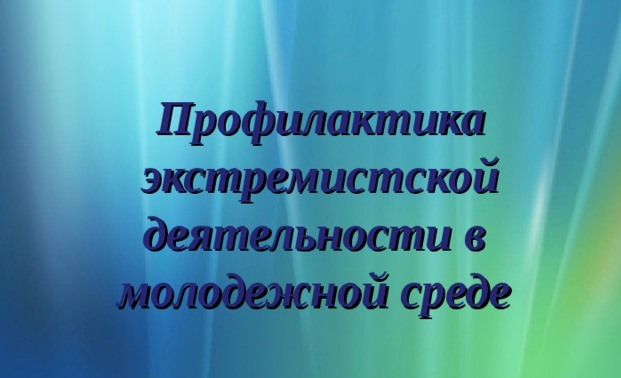 Профилактика
экстремистской
деятельности в
молодежной среде